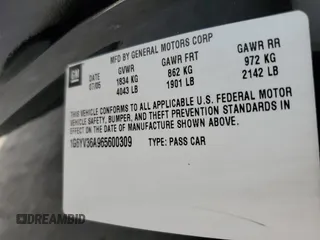 GM
MFD BY GENERAL MOTORS CORP
DATE GVWR GAWR FRT GAWR RR
07/05 1834 KG 862 KG 972 KG
4043 LB 1901 LB 2142 LB
THIS VEHICLE CONFORMS TO ALL APPLICABLE U.S. FEDERAL MOTOR
VEHICLE SAFETY, BUMPER, AND THEFT PREVENTION STANDARDS IN
EFFECT ON THE DATE OF MANUFACTURE SHOWN ABOVE.
1G6YV36A965600309 TYPE: PASS CAR
DREAMBID